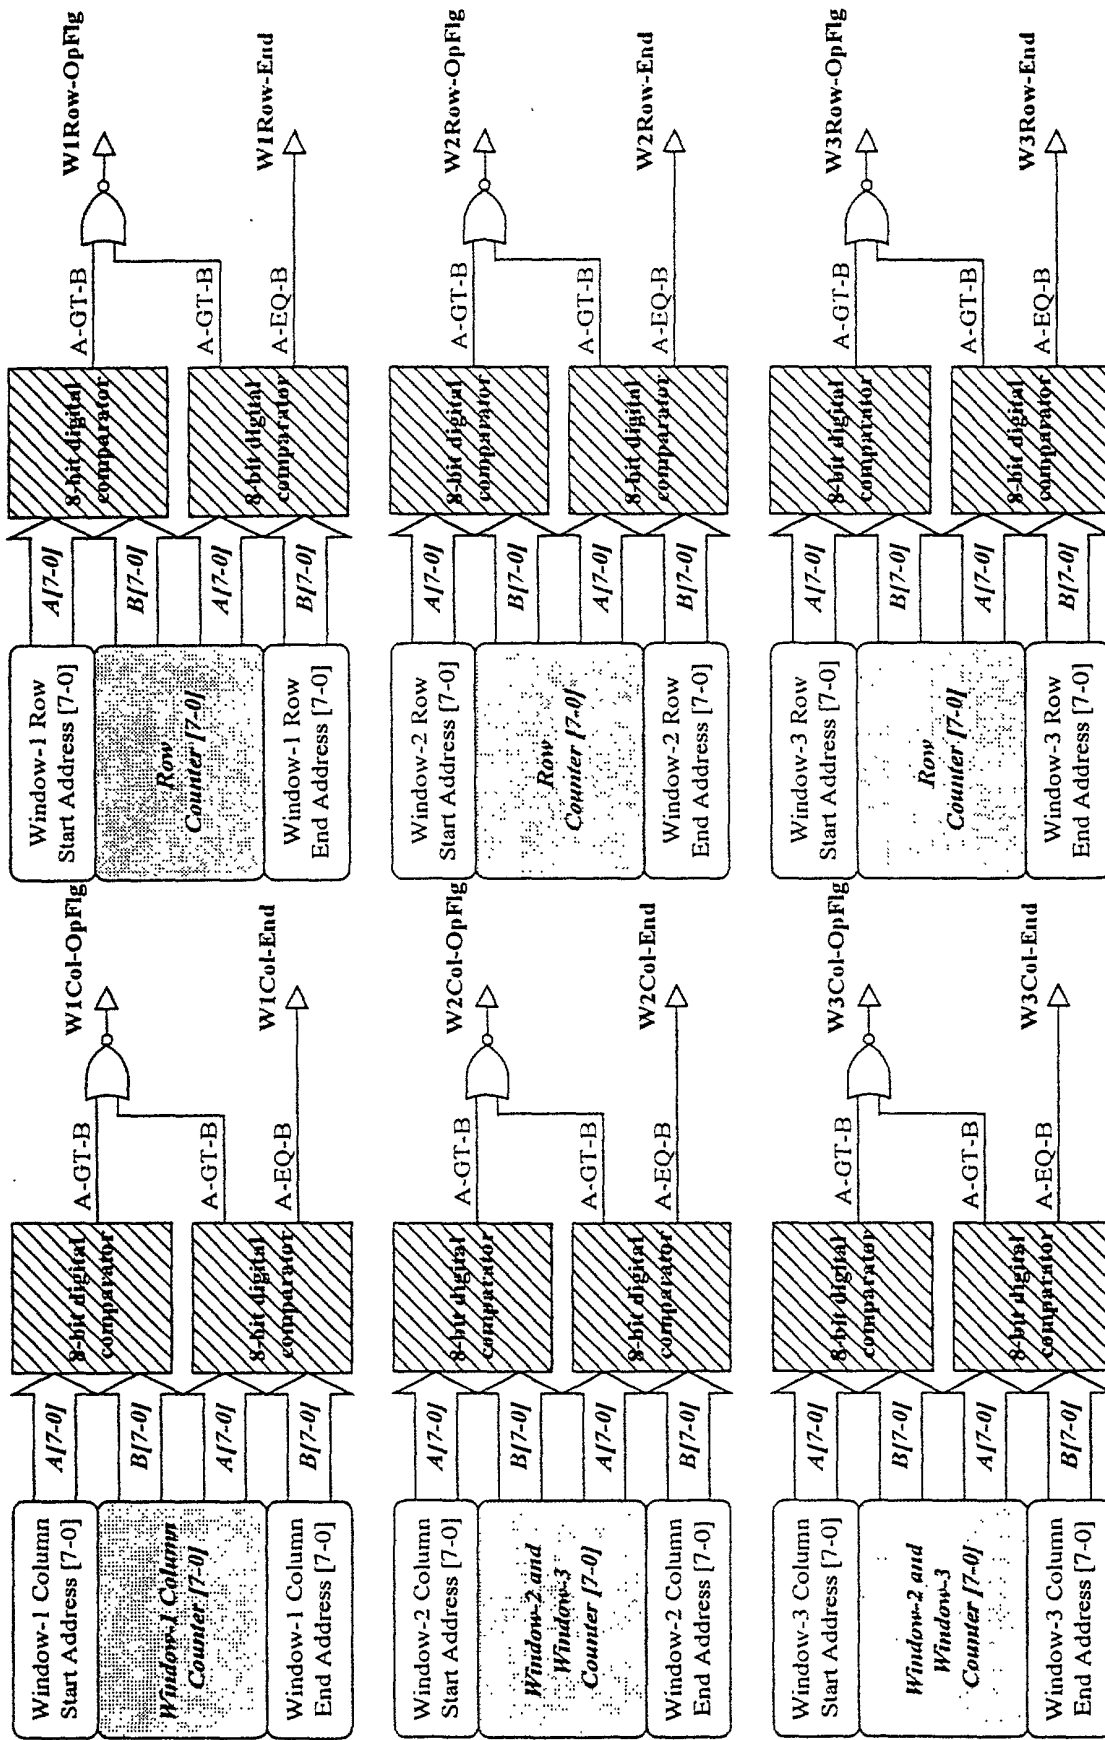 Window-1 Column
Start Address [7-0]
Window-1 Column
Counter [7-0]
Window-1 Column
End Address [7-0]
A[7-0]
B[7-0]
A[7-0]
B[7-0]
8-bit digital
comparator
8-bit digital
comparator
A-GT-B
A-GT-B
A-EQ-B
W1Col-OpFlg
W1Col-End
Window-1 Row
Start Address [7-0]
Row
Counter [7-0]
Window-1 Row
End Address [7-0]
A[7-0]
B[7-0]
A[7-0]
B[7-0]
8-bit digital
comparator
8-bit digital
comparator
A-GT-B
A-GT-B
A-EQ-B
W1Row-OpFlg
W1Row-End
Window-2 Column
Start Address [7-0]
Window-2 and
Window-3
Counter [7-0]
Window-2 Column
End Address [7-0]
A[7-0]
B[7-0]
A[7-0]
B[7-0]
8-bit digital
comparator
8-bit digital
comparator
A-GT-B
A-GT-B
A-EQ-B
W2Col-OpFlg
W2Col-End
Window-2 Row
Start Address [7-0]
Row
Counter [7-0]
Window-2 Row
End Address [7-0]
A[7-0]
B[7-0]
A[7-0]
B[7-0]
8-bit digital
comparator
8-bit digital
comparator
A-GT-B
A-GT-B
A-EQ-B
W2Row-OpFlg
W2Row-End
Window-3 Column
Start Address [7-0]
Window-2 and
Window-3
Counter [7-0]
Window-3 Column
End Address [7-0]
A[7-0]
B[7-0]
A[7-0]
B[7-0]
8-bit digital
comparator
8-bit digital
comparator
A-GT-B
A-GT-B
A-EQ-B
W3Col-OpFlg
W3Col-End
Window-3 Row
Start Address [7-0]
Row
Counter [7-0]
Window-3 Row
End Address [7-0]
A[7-0]
B[7-0]
A[7-0]
B[7-0]
8-bit digital
comparator
8-bit digital
comparator
A-GT-B
A-GT-B
A-EQ-B
W3Row-OpFlg
W3Row-End